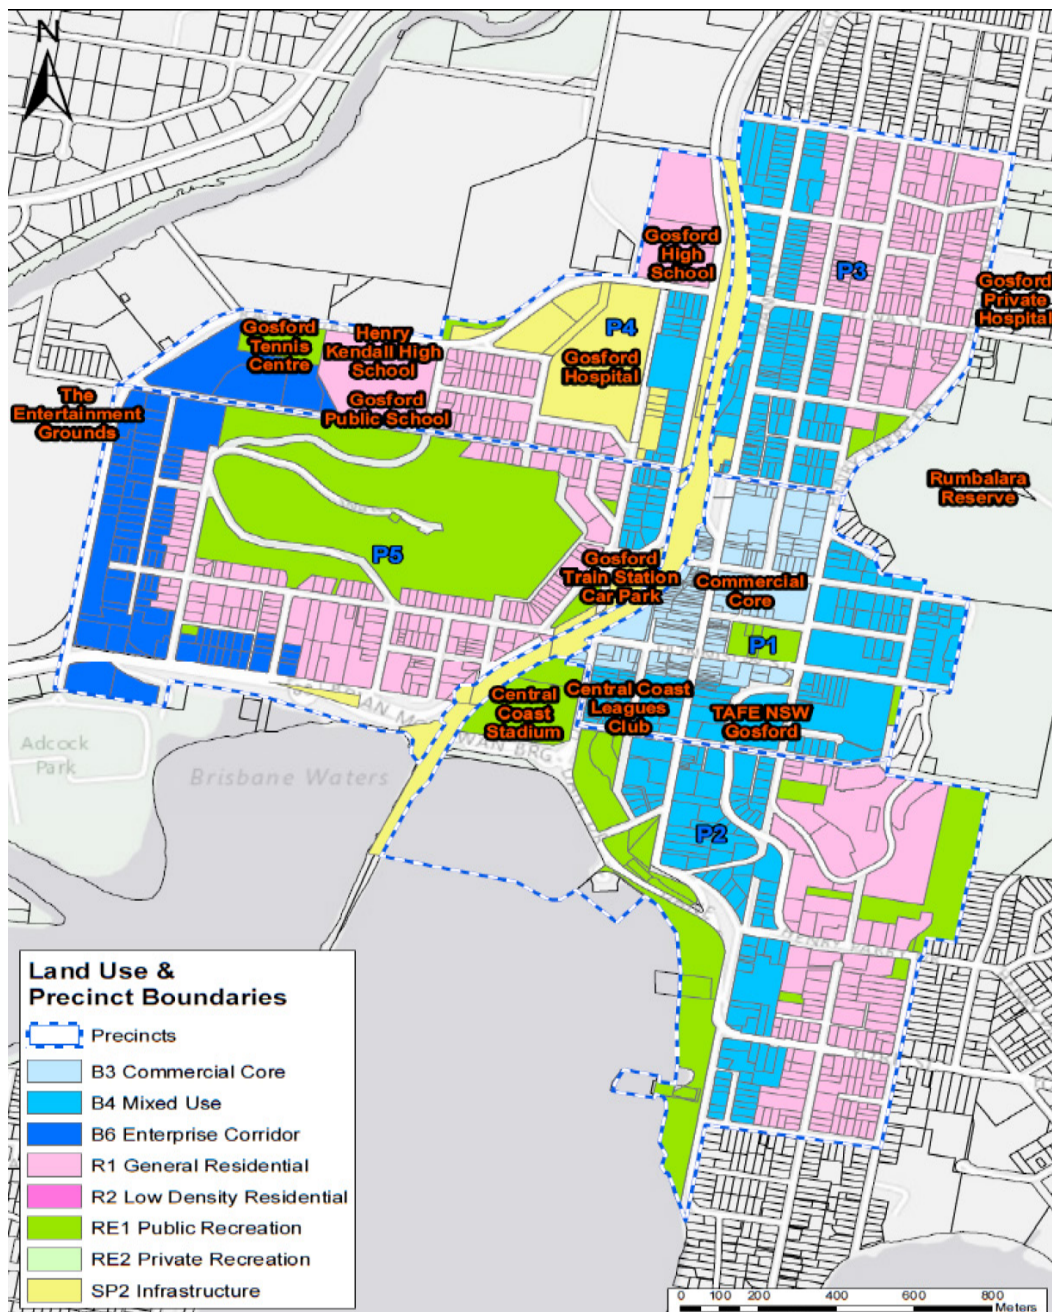 N
Gosford
High
School
P3
Gosford
Private
Hospital
P4
Gosford
Hospital
Gosford
Tennis
Centre
Henry
Kendall High
School
Gosford
Public School
The
Entertainment
Grounds
Rumbalara
Reserve
P5
Gosford
Train Station
Car Park
Commercial
Core
P1
Central
Coast
Stadium
Central Coast
Leagues
Club
TAFE NSW
Gosford
Adcock
Park
Brisbane Waters
P2
Land Use &
Precinct Boundaries
Precincts
B3 Commercial Core
B4 Mixed Use
B6 Enterprise Corridor
R1 General Residential
R2 Low Density Residential
RE1 Public Recreation
RE2 Private Recreation
SP2 Infrastructure
0 100 200 400 600 800
Meters